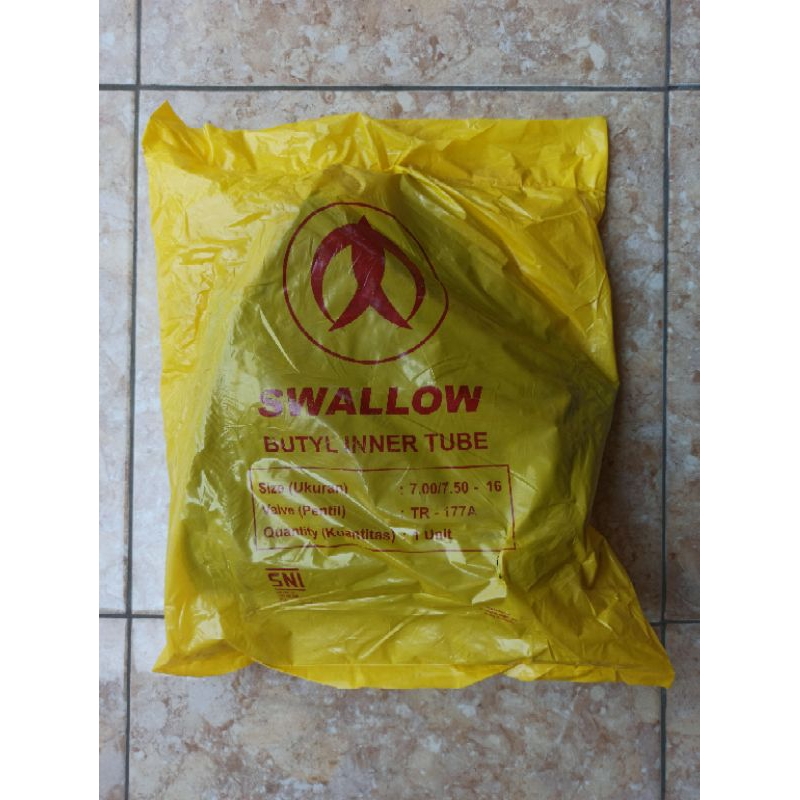 SWALLOW
BUTYL INNER TUBE
Size (Ukuran) : 7.00/7.50 - 16
Valve (Pentil) : TR - 177A
Quantity (Kuantitas) : 1 Unit
SNI